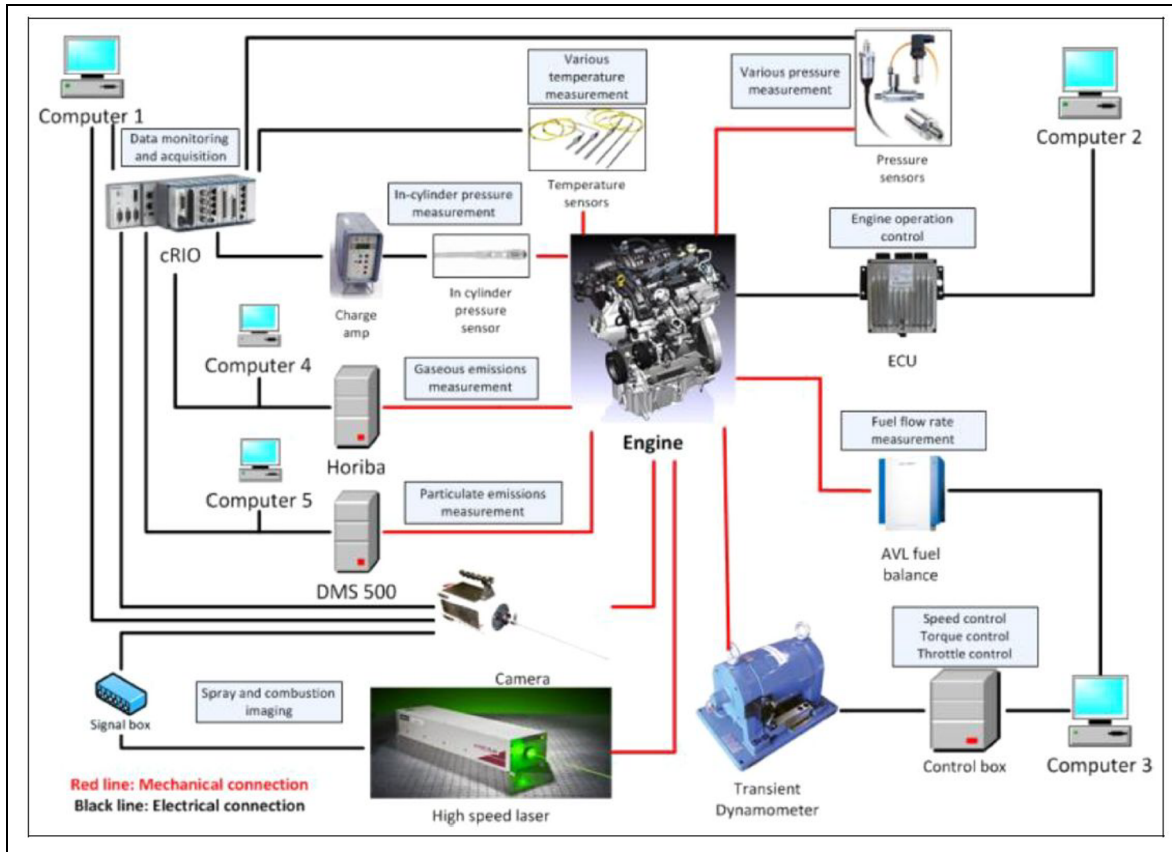 Computer 1
Data monitoring
and acquisition
cRIO
Various
temperature
measurement
Temperature
sensors
Various pressure
measurement
Pressure
sensors
Computer 2
In-cylinder pressure
measurement
Charge
amp
In cylinder
pressure
sensor
Engine operation
control
ECU
Computer 4
Gaseous emissions
measurement
Horiba
Engine
Fuel flow rate
measurement
AVL fuel
balance
Computer 5
Particulate emissions
measurement
DMS 500
Camera
Speed control
Torque control
Throttle control
Signal box
Spray and combustion
imaging
High speed laser
Transient
Dynamometer
Control box
Computer 3
Red line: Mechanical connection
Black line: Electrical connection